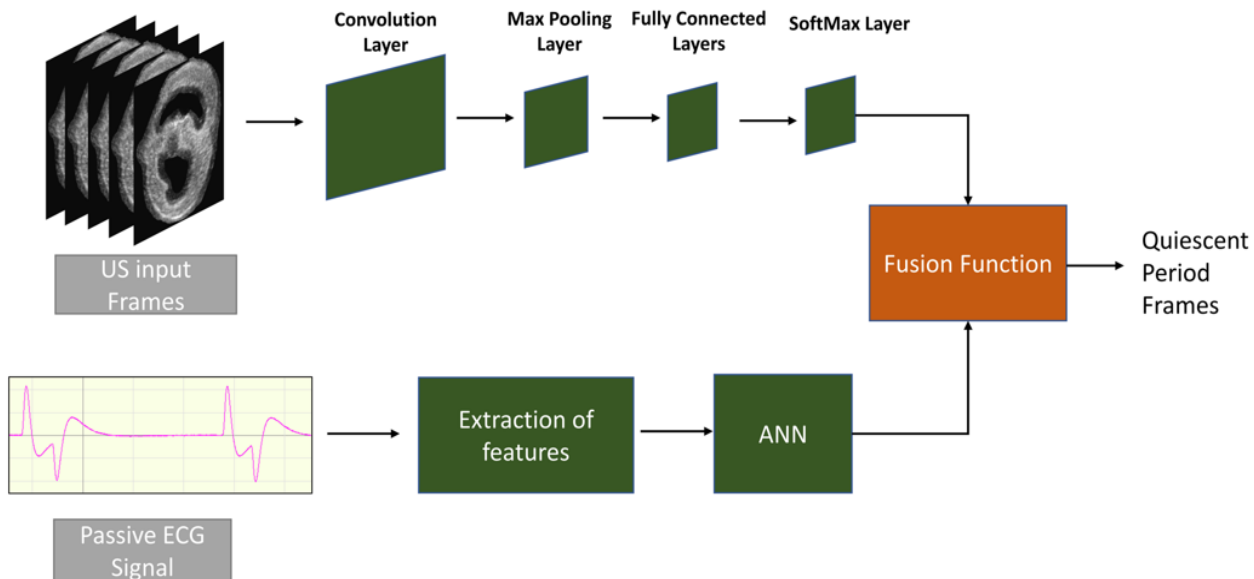 Convolution
Layer
Max Pooling
Layer
Fully Connected
Layers
SoftMax Layer
US input
Frames
Fusion Function
Quiescent
Period
Frames
Extraction of
features
ANN
Passive ECG
Signal